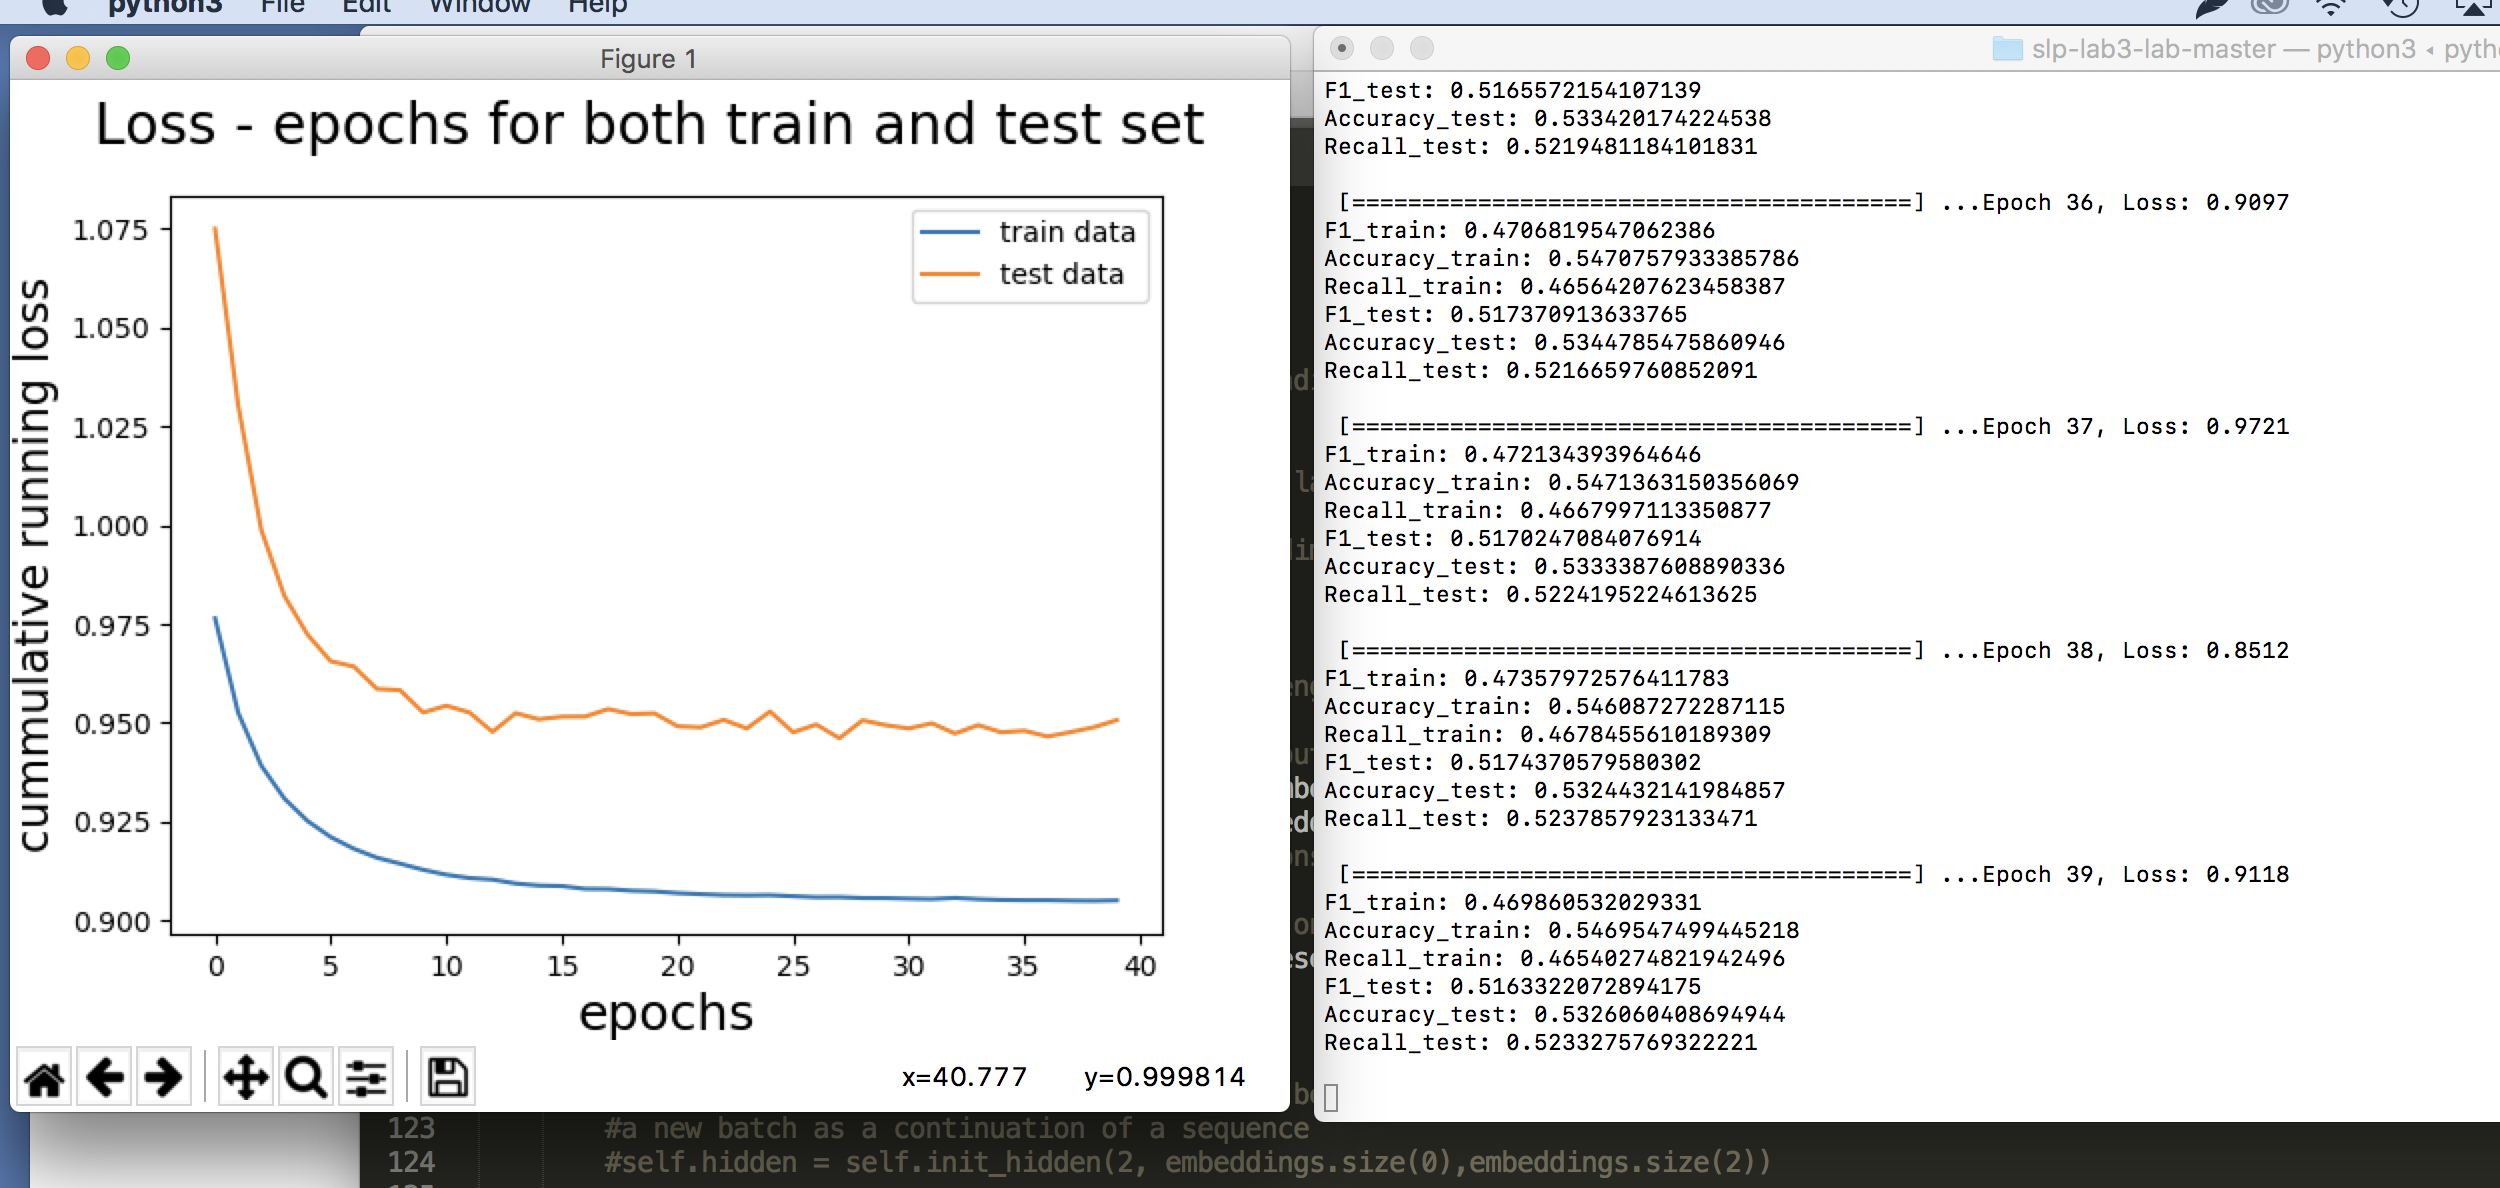 python3 File Edit Window Help
Figure 1
Loss - epochs for both train and test set
train data
test data
cummulative running loss
1.075
1.050
1.025
1.000
0.975
0.950
0.925
0.900
0 5 10 15 20 25 30 35 40
epochs
x=40.777 y=0.999814
slp-lab3-lab-master — python3 ◂
F1_test: 0.5165572154107139
Accuracy_test: 0.533420174224538
Recall_test: 0.5219481184101831
[========================================] ...Epoch 36, Loss: 0.9097
F1_train: 0.4706819547062386
Accuracy_train: 0.5470757933385786
Recall_train: 0.46564207623458387
F1_test: 0.517370913633765
Accuracy_test: 0.5344785475860946
Recall_test: 0.5216659760852091
[========================================] ...Epoch 37, Loss: 0.9721
F1_train: 0.472134393964646
Accuracy_train: 0.5471363150356069
Recall_train: 0.4667997113350877
F1_test: 0.5170247084076914
Accuracy_test: 0.5333387608890336
Recall_test: 0.5224195224613625
[========================================] ...Epoch 38, Loss: 0.8512
F1_train: 0.47357972576411783
Accuracy_train: 0.546087272287115
Recall_train: 0.4678455610189309
F1_test: 0.5174370579580302
Accuracy_test: 0.5324432141984857
Recall_test: 0.5237857923133471
[========================================] ...Epoch 39, Loss: 0.9118
F1_train: 0.469860532029331
Accuracy_train: 0.5469547499445218
Recall_train: 0.46540274821942496
F1_test: 0.5163322072894175
Accuracy_test: 0.5326060408694944
Recall_test: 0.5233275769322221
123 #a new batch as a continuation of a sequence
124 #self.hidden = self.init_hidden(2, embeddings.size(0),embeddings.size(2))